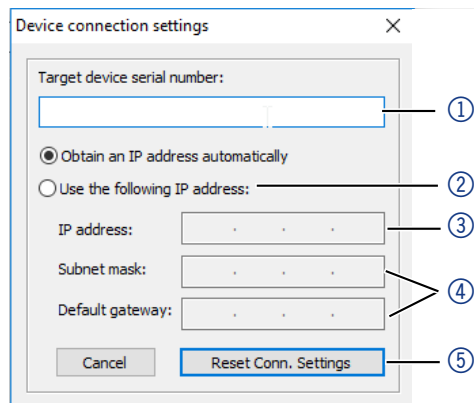 Device connection settings
Target device serial number:
①
Obtain an IP address automatically
Use the following IP address: ②
IP address: . . . ③
Subnet mask: . . .
④
Default gateway: . . .
Cancel Reset Conn. Settings ⑤